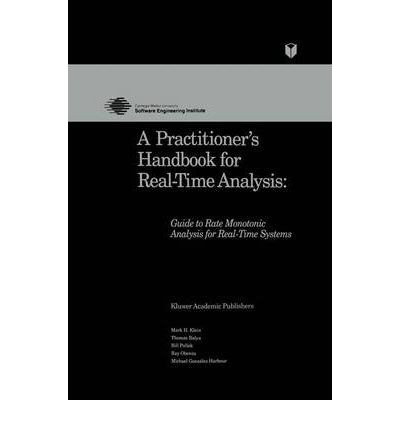 Carnegie Mellon University
Software Engineering Institute
A Practitioner's
Handbook for
Real-Time Analysis:
Guide to Rate Monotonic
Analysis for Real-Time Systems
Kluwer Academic Publishers
Mark H. Klein
Thomas Ralya
Bill Pollak
Ray Obenza
Michael González Harbour